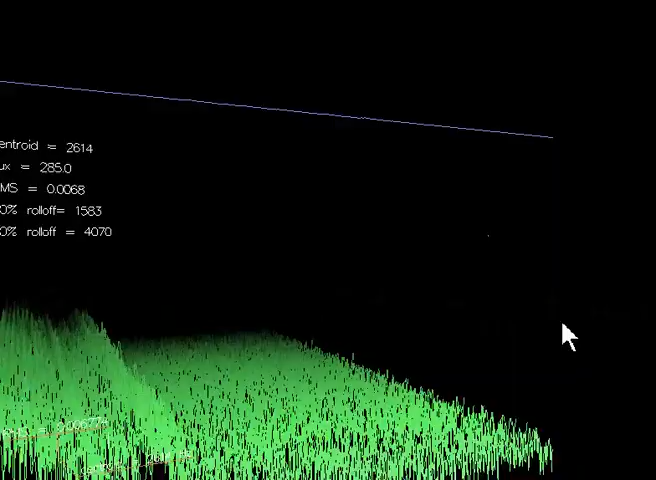 entroid = 2614
ux = 285.0
MS = 0.0068
0% rolloff= 1583
0% rolloff = 4070